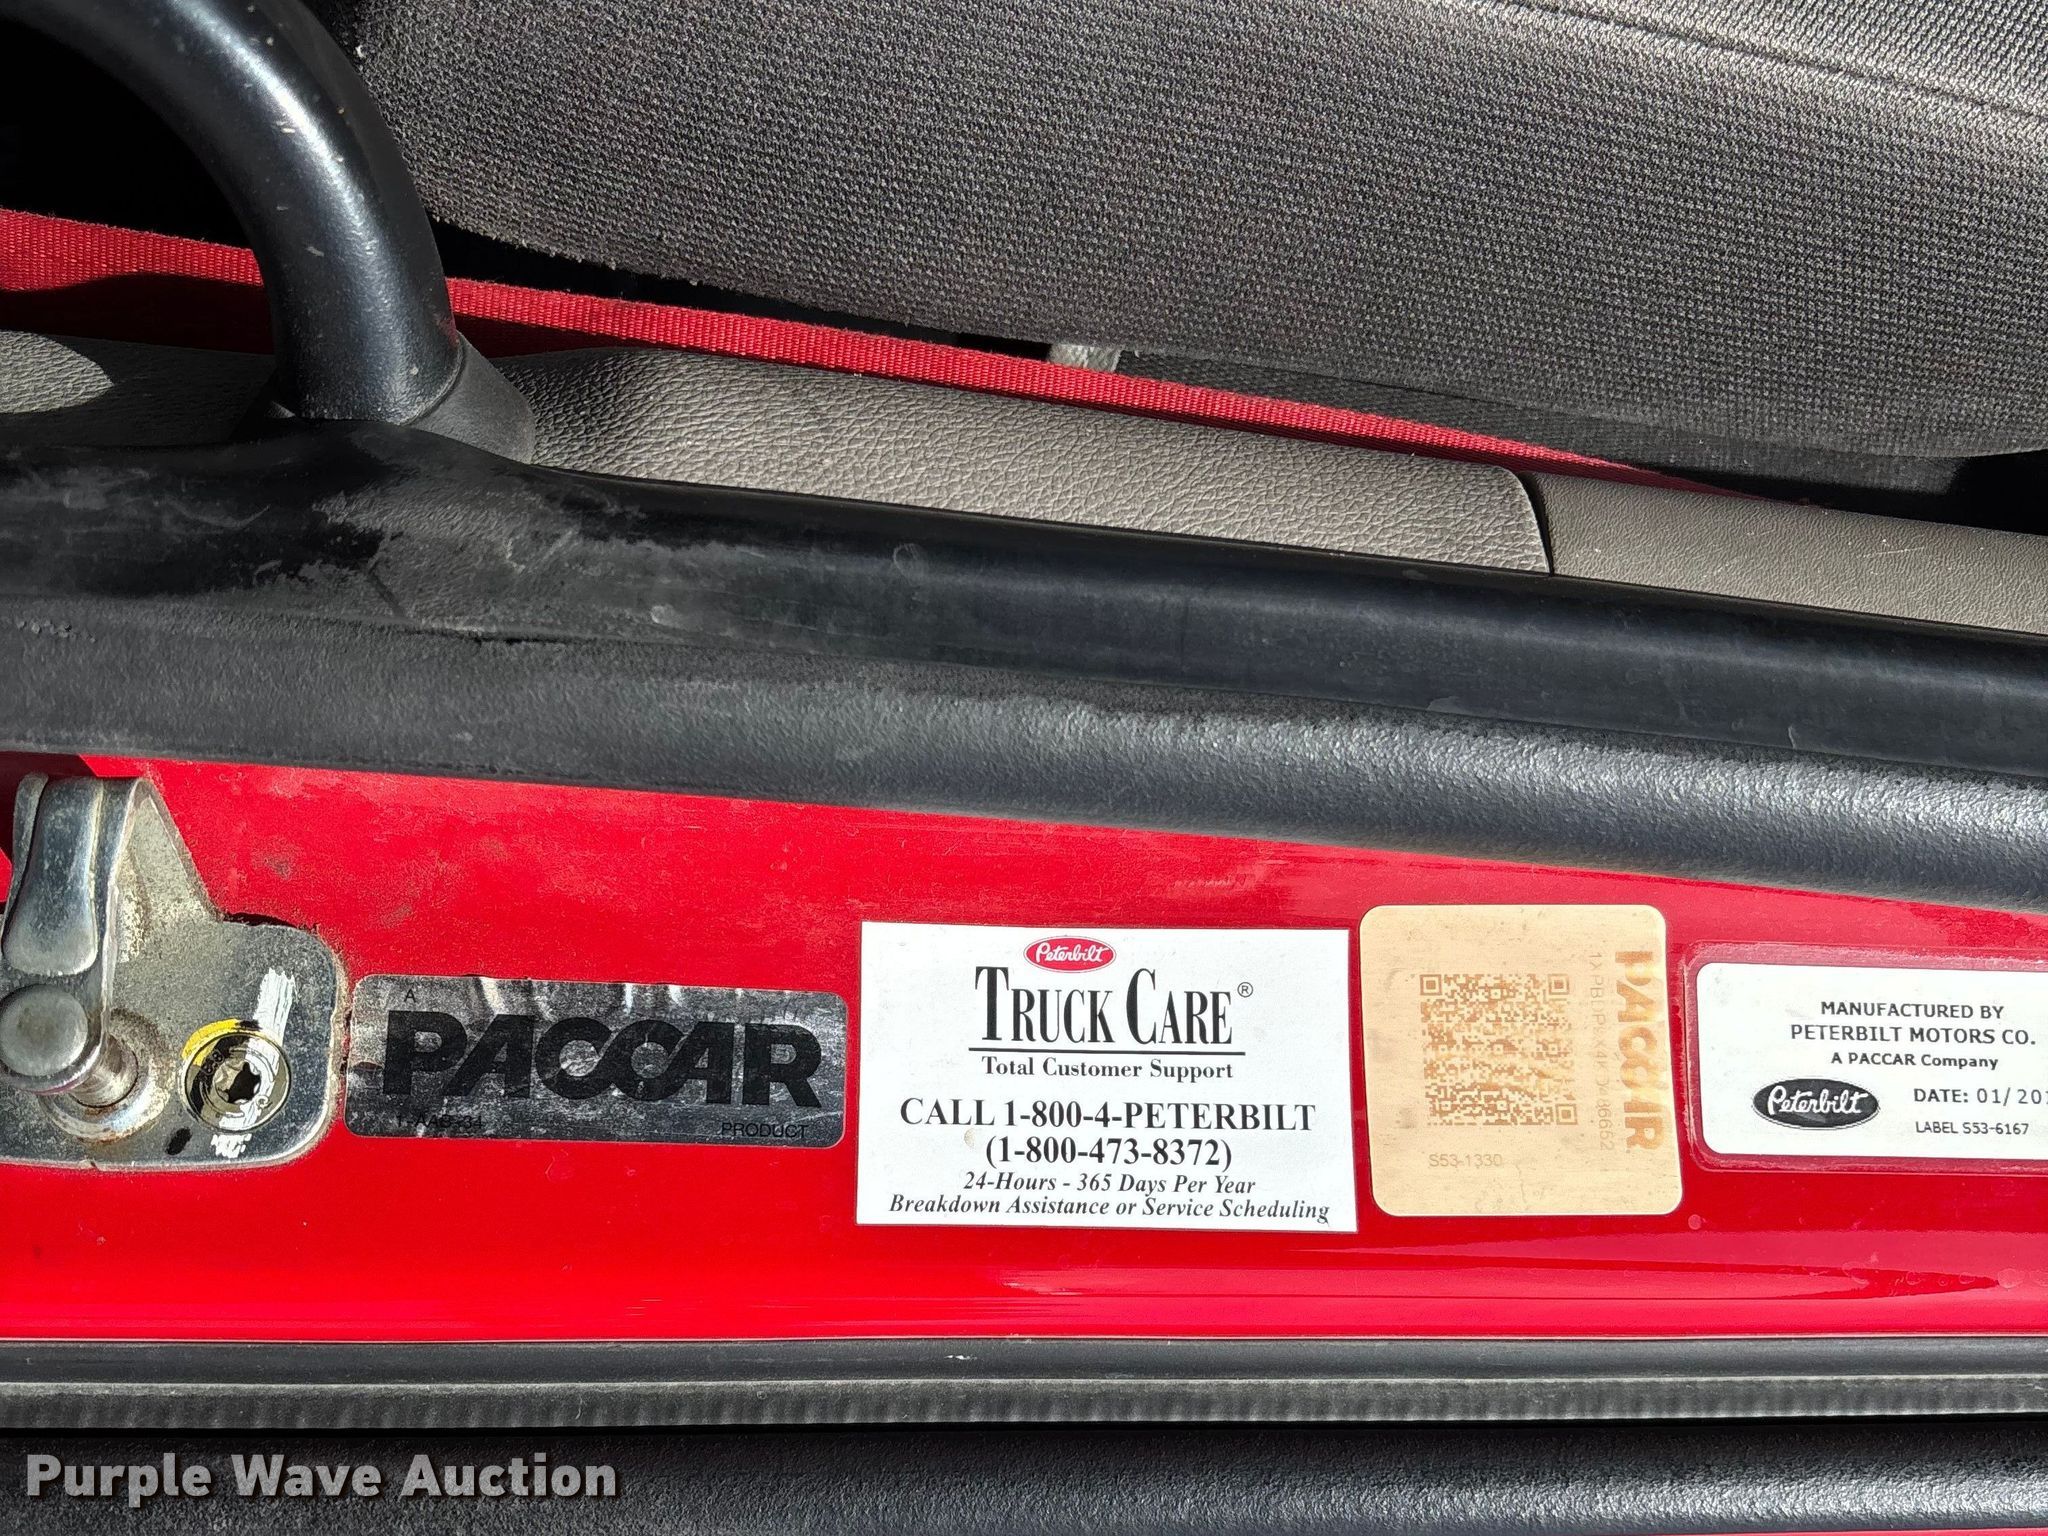 A
PACCAR
PRODUCT
Peterbilt
TRUCK CARE®
Total Customer Support
CALL 1-800-4-PETERBILT
(1-800-473-8372)
24-Hours - 365 Days Per Year
Breakdown Assistance or Service Scheduling
PACCAR
S53-1330
MANUFACTURED BY
PETERBILT MOTORS CO.
A PACCAR Company
Peterbilt
DATE: 01/ 201
LABEL S53-6167
Purple Wave Auction